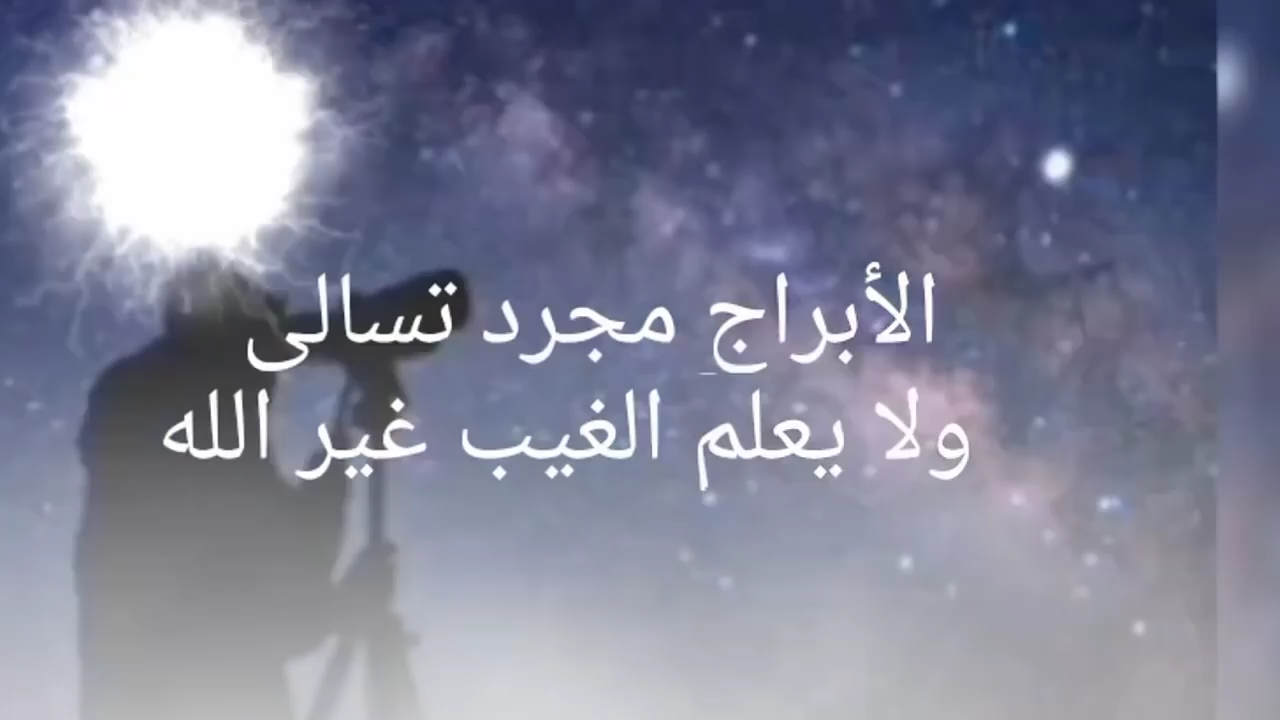 الأبراج مجرد تسالى
ولا يعلم الغيب غير الله